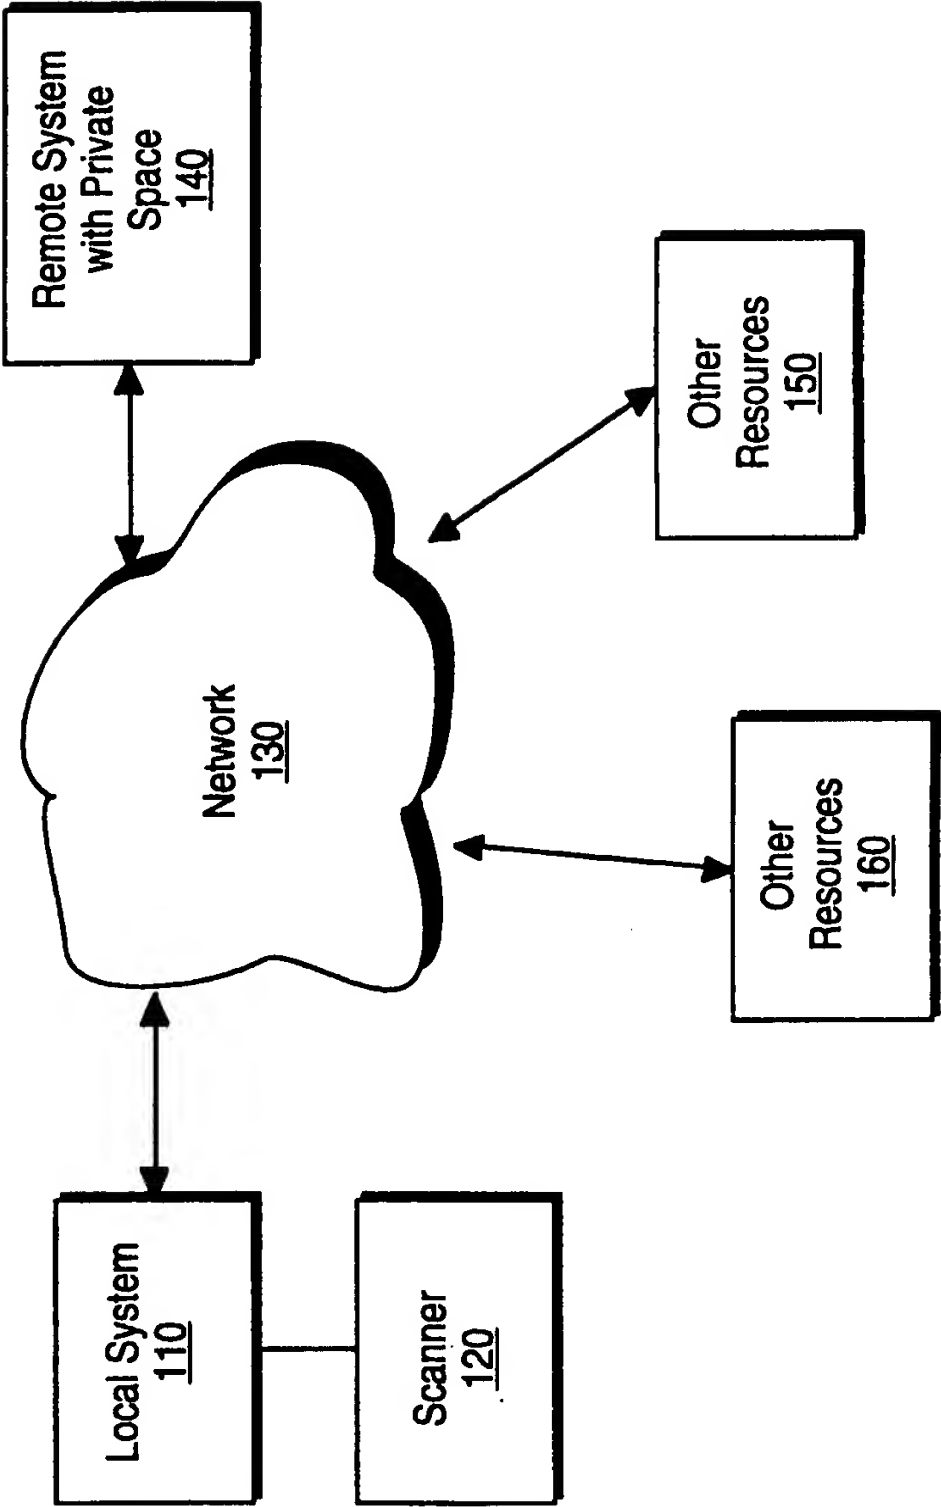 Local System
110
Scanner
120
Network
130
Remote System
with Private
Space
140
Other
Resources
150
Other
Resources
160